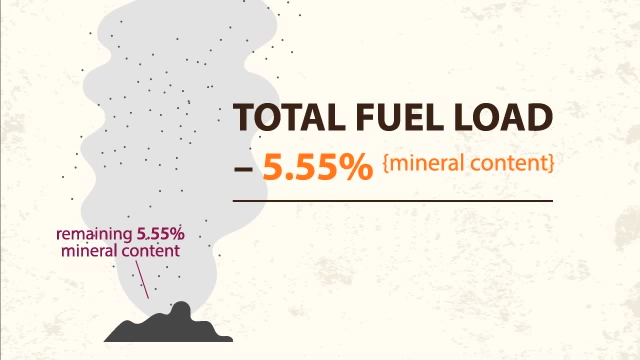 TOTAL FUEL LOAD
– 5.55% {mineral content}
remaining 5.55%
mineral content